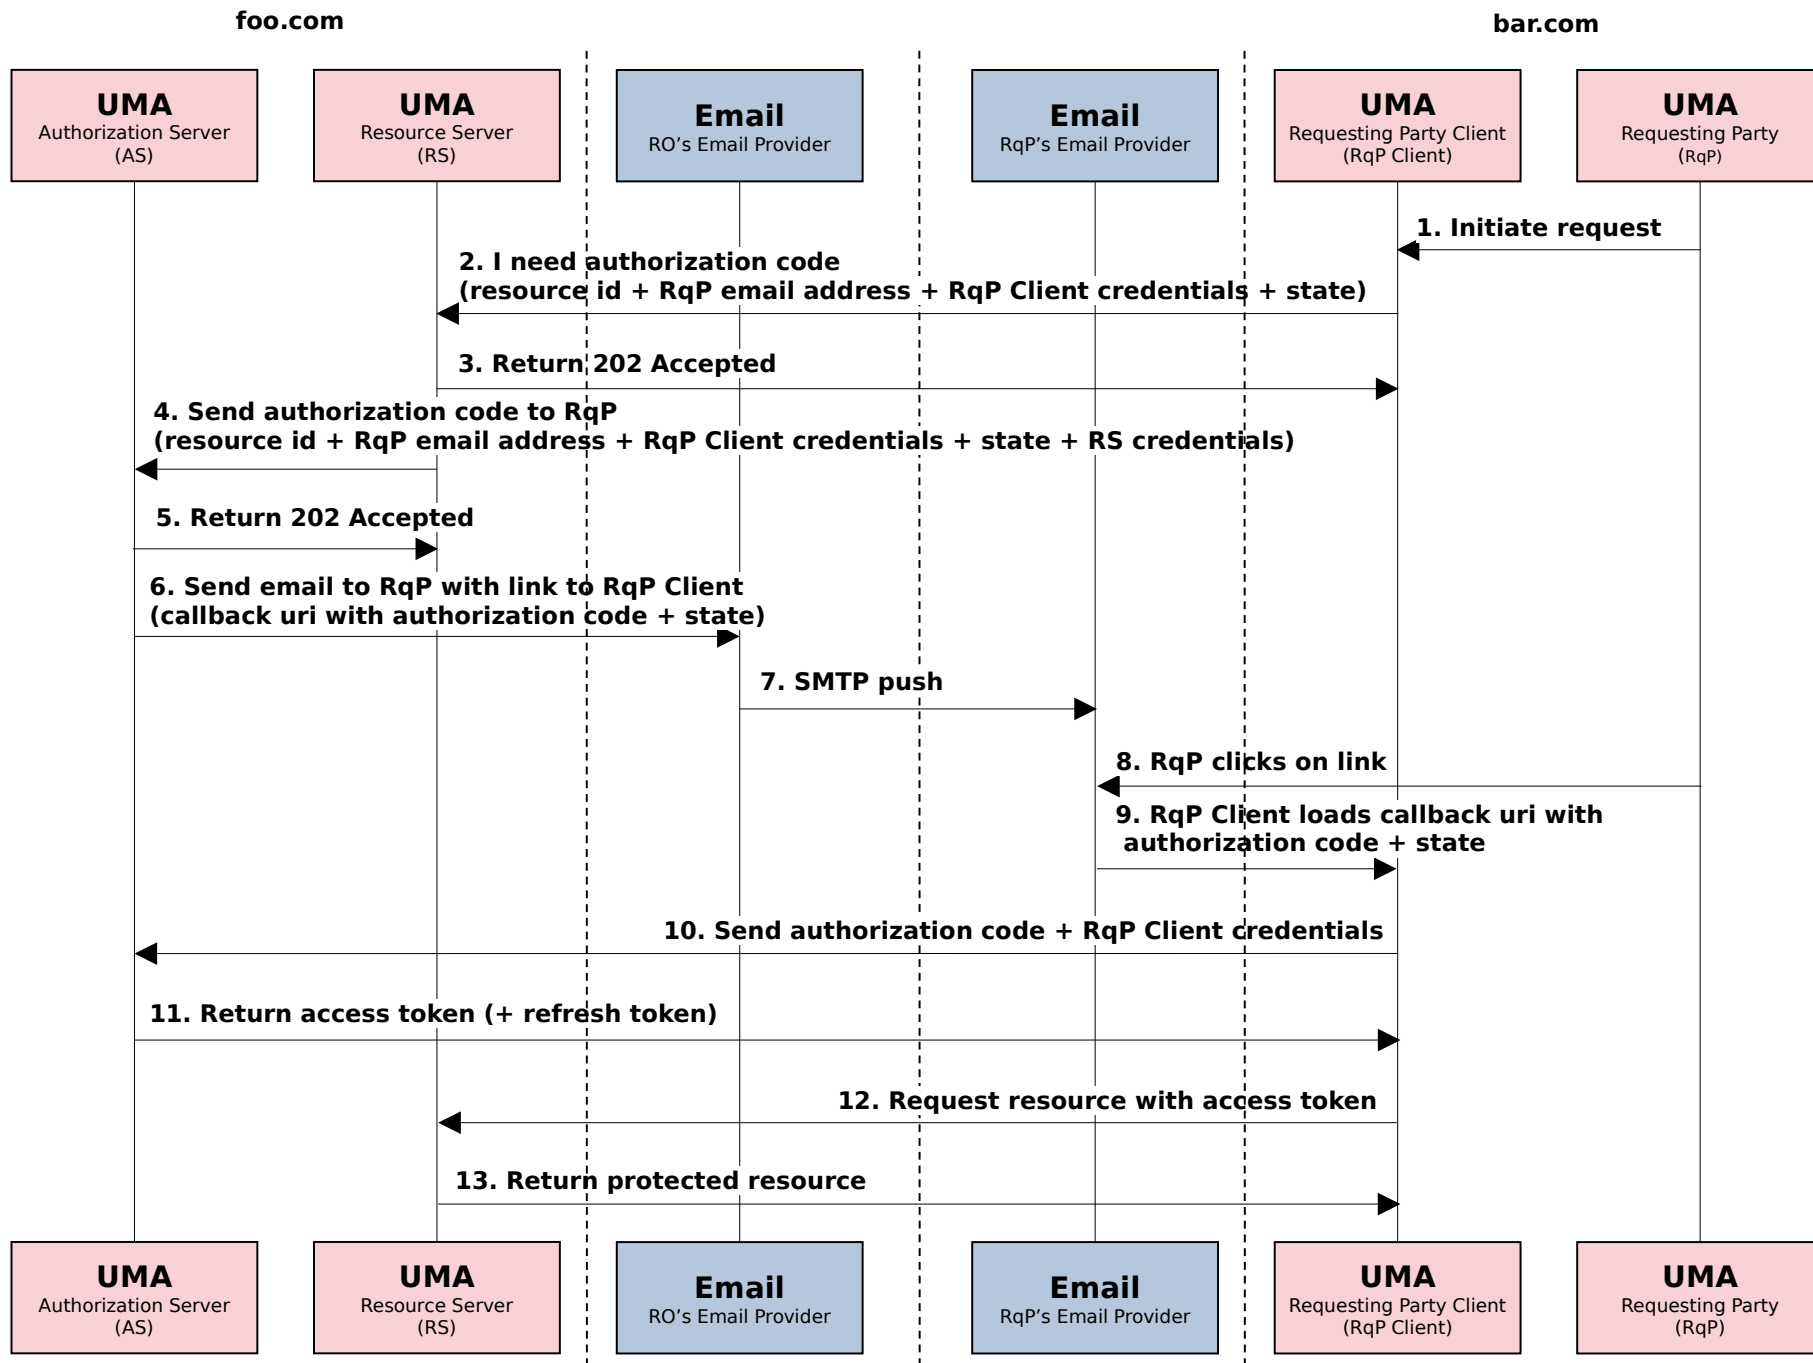 foo.com
bar.com
UMA
Authorization Server
(AS)
UMA
Resource Server
(RS)
Email
RO’s Email Provider
Email
RqP’s Email Provider
UMA
Requesting Party Client
(RqP Client)
UMA
Requesting Party
(RqP)
1. Initiate request
2. I need authorization code
(resource id + RqP email address + RqP Client credentials + state)
3. Return 202 Accepted
4. Send authorization code to RqP
(resource id + RqP email address + RqP Client credentials + state + RS credentials)
5. Return 202 Accepted
6. Send email to RqP with link to RqP Client
(callback uri with authorization code + state)
7. SMTP push
8. RqP clicks on link
9. RqP Client loads callback uri with
authorization code + state
10. Send authorization code + RqP Client credentials
11. Return access token (+ refresh token)
12. Request resource with access token
13. Return protected resource
UMA
Authorization Server
(AS)
UMA
Resource Server
(RS)
Email
RO’s Email Provider
Email
RqP’s Email Provider
UMA
Requesting Party Client
(RqP Client)
UMA
Requesting Party
(RqP)